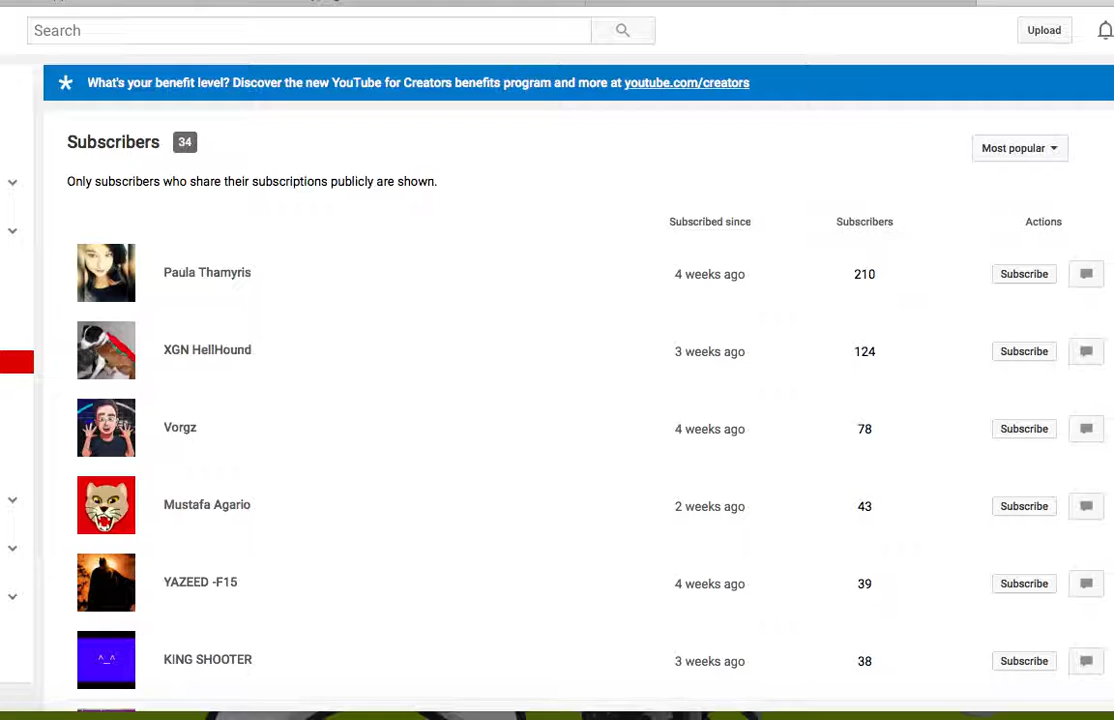 Search
Upload
What's your benefit level? Discover the new YouTube for Creators benefits program and more at youtube.com/creators
Subscribers 34
Most popular
Only subscribers who share their subscriptions publicly are shown.
Subscribed since Subscribers Actions
Paula Thamyris 4 weeks ago 210 Subscribe
XGN HellHound 3 weeks ago 124 Subscribe
Vorgz 4 weeks ago 78 Subscribe
Mustafa Agario 2 weeks ago 43 Subscribe
YAZEED -F15 4 weeks ago 39 Subscribe
^_^
KING SHOOTER 3 weeks ago 38 Subscribe